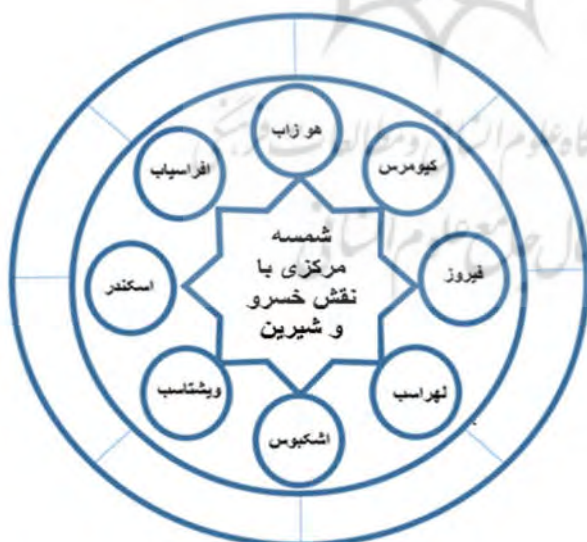 هو زاب
کیومرس
افراسیاب
شمسه
مرکزی با
نقش خسرو
و شیرین
فیروز
اسکندر
لهراسب
ویشتاسب
اشکبوس